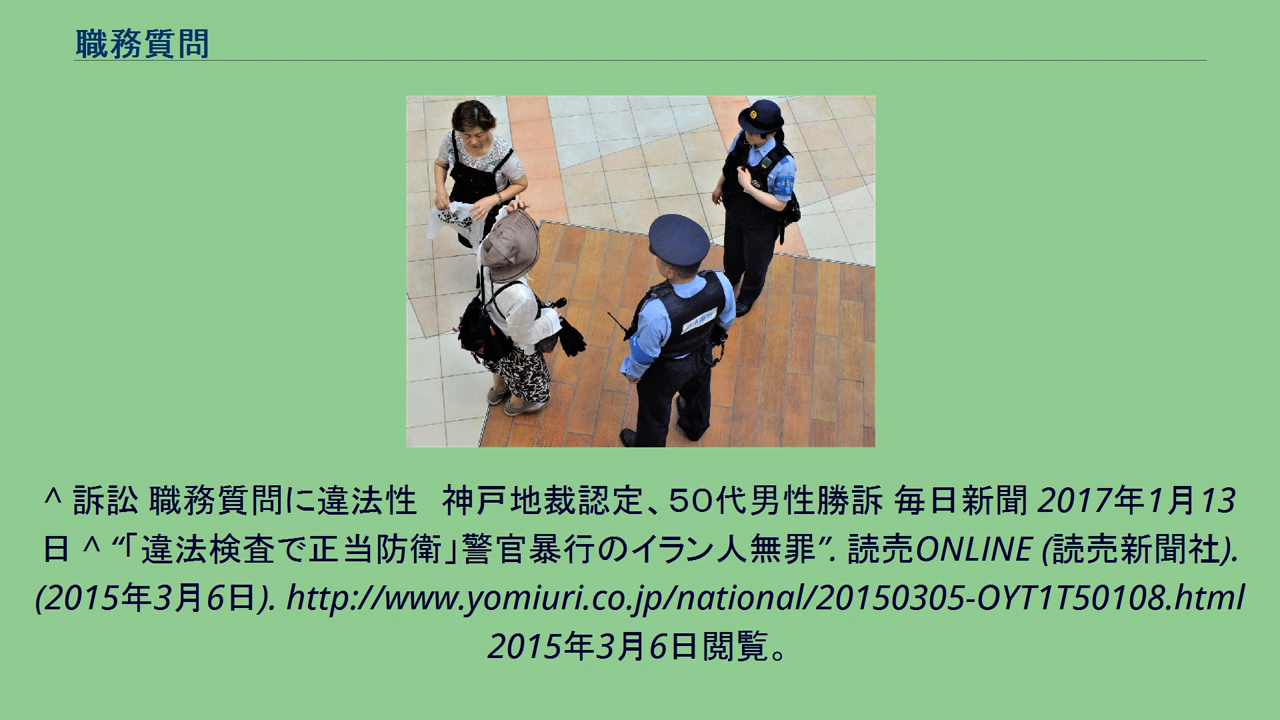 職務質問
^ 訴訟 職務質問に違法性　神戸地裁認定、５０代男性勝訴 毎日新聞 2017年1月13
日 ^ “「違法検査で正当防衛」警官暴行のイラン人無罪”. 読売ONLINE (読売新聞社).
(2015年3月6日). http://www.yomiuri.co.jp/national/20150305-OYT1T50108.html
2015年3月6日閲覧。